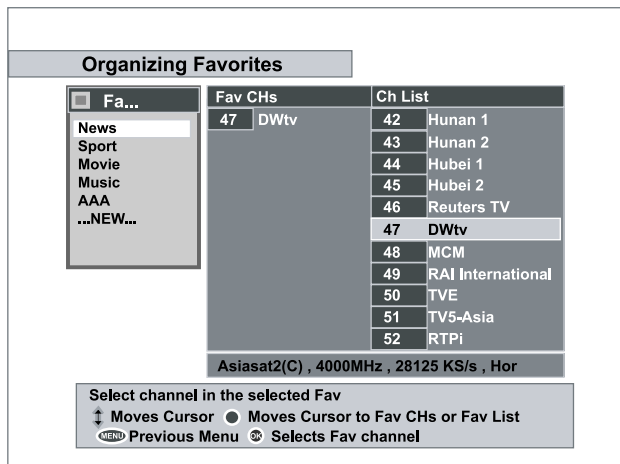 Organizing Favorites
Fa...
News
Sport
Movie
Music
AAA
...NEW...
Fav CHs
47 DWtv
Ch List
42 Hunan 1
43 Hunan 2
44 Hubei 1
45 Hubei 2
46 Reuters TV
47 DWtv
48 MCM
49 RAI International
50 TVE
51 TV5-Asia
52 RTPi
Asiasat2(C) , 4000MHz , 28125 KS/s , Hor
Select channel in the selected Fav
Moves Cursor Moves Cursor to Fav CHs or Fav List
MENU Previous Menu OK Selects Fav channel